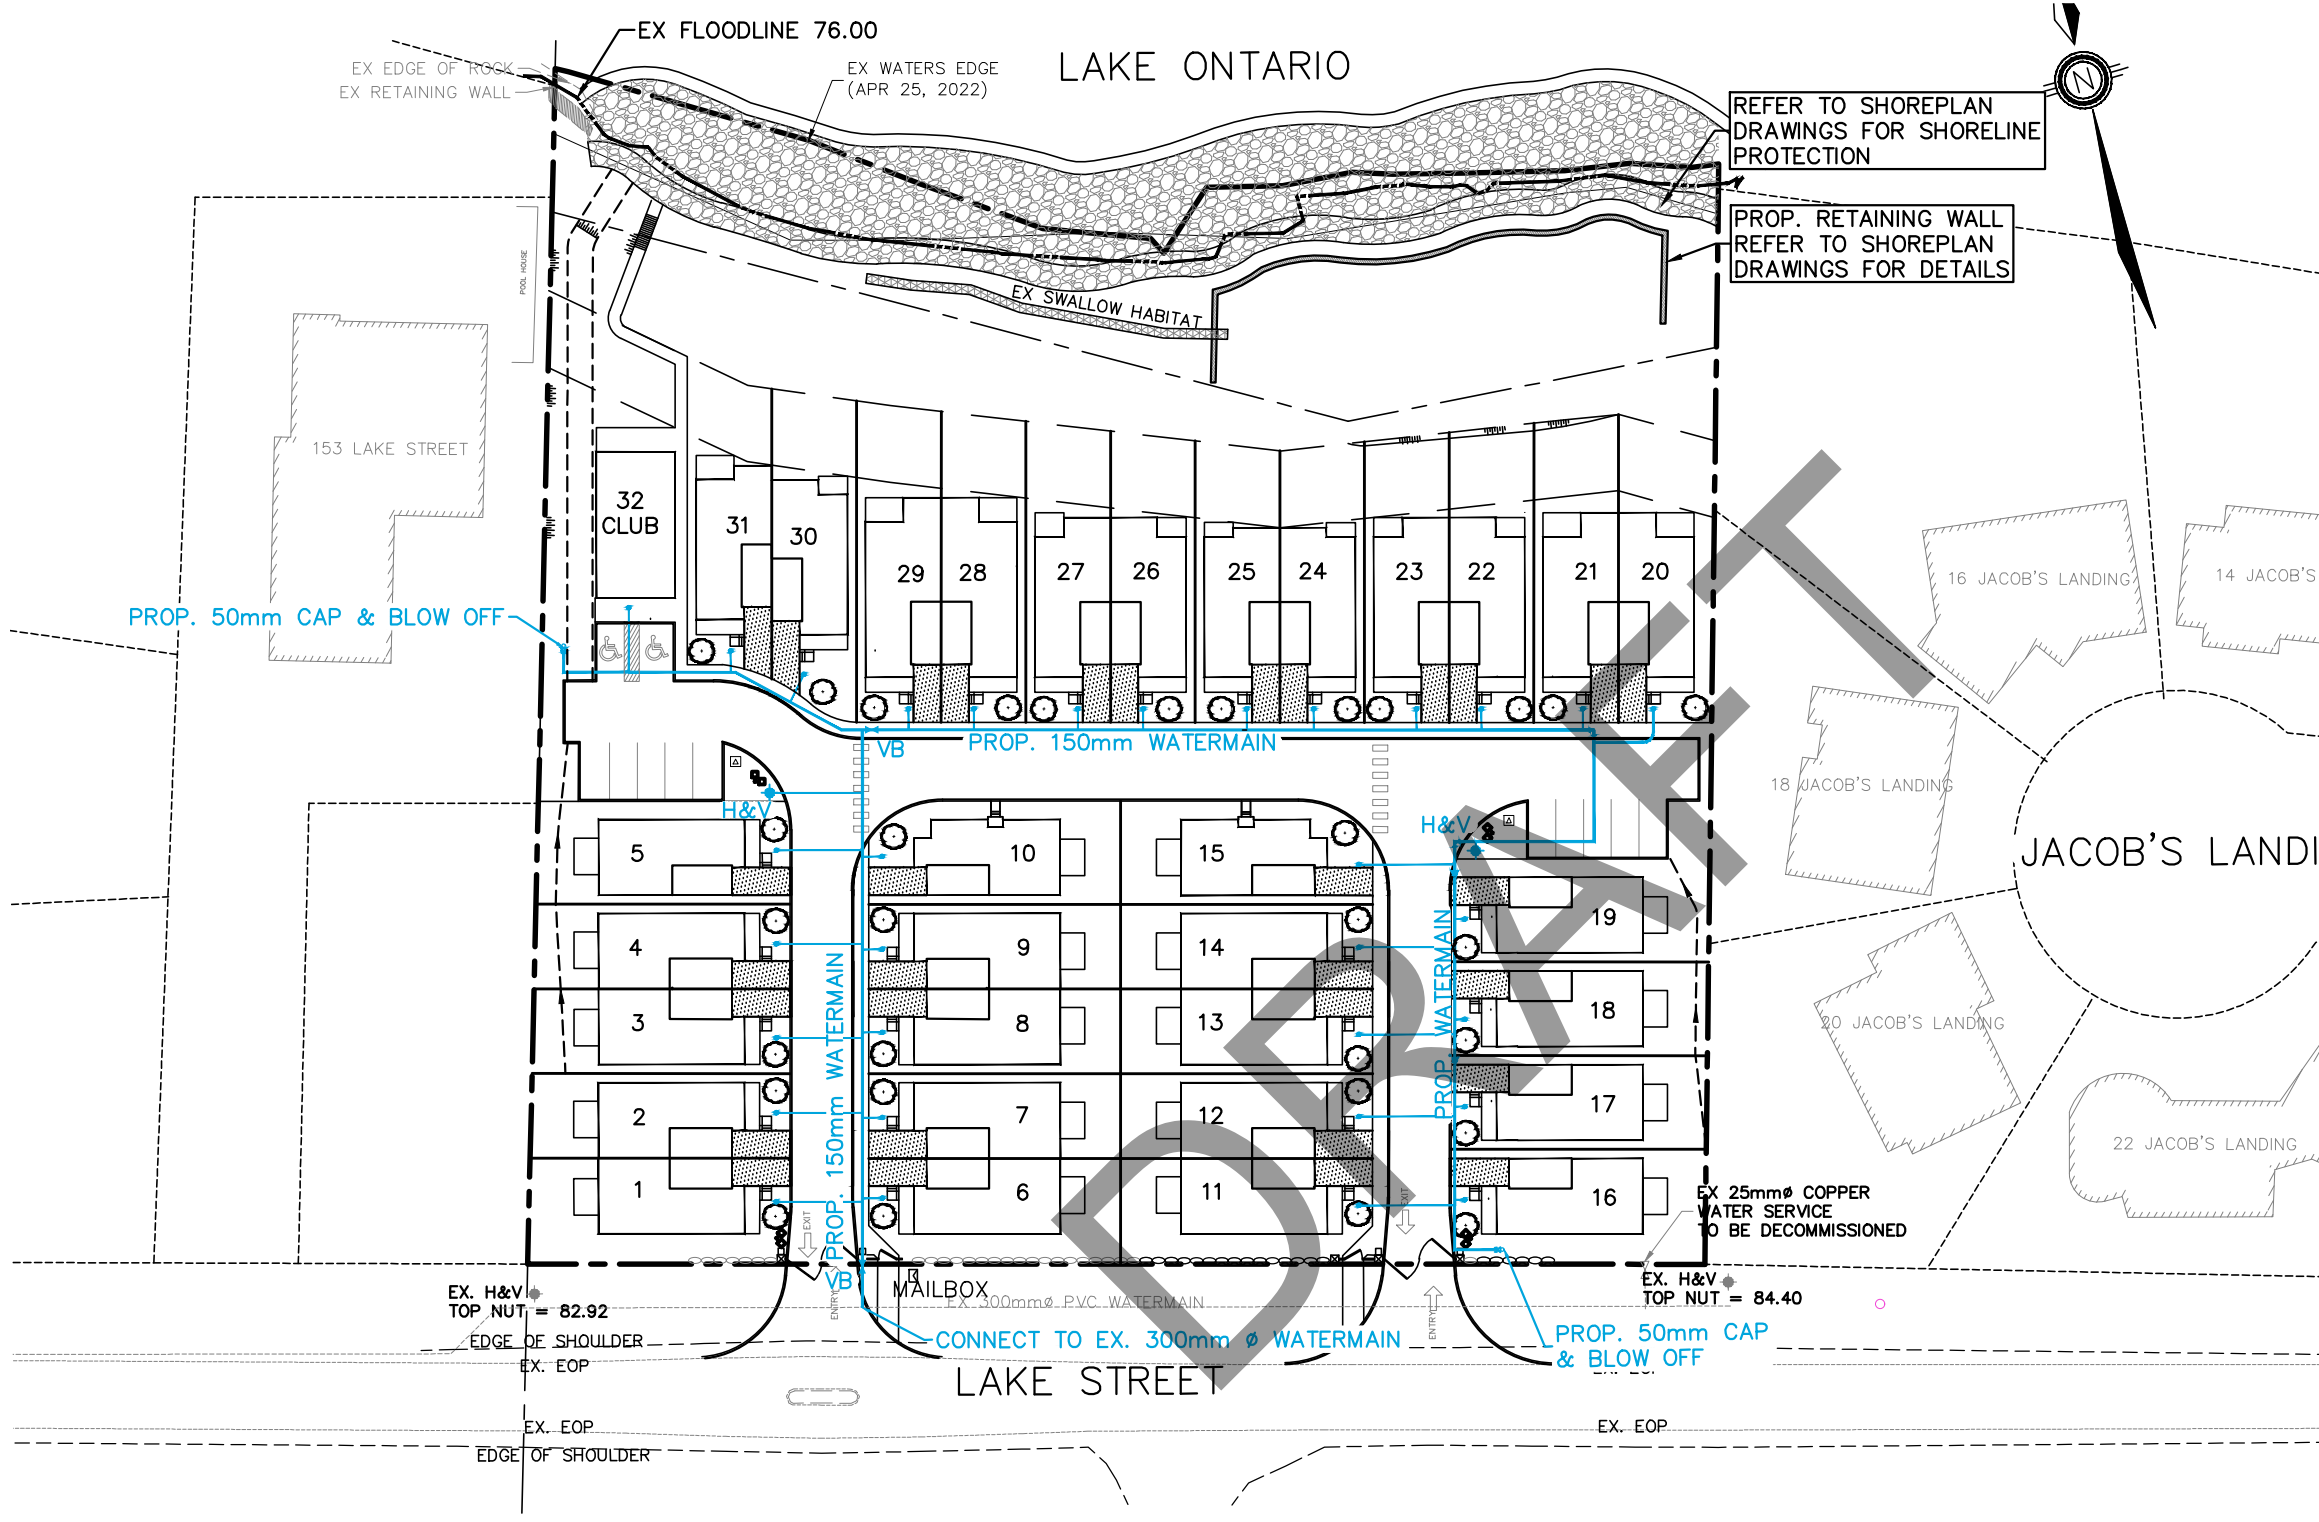 EX FLOODLINE 76.00
EX EDGE OF ROCK
EX RETAINING WALL
EX WATERS EDGE
(APR 25, 2022)
LAKE ONTARIO
N
REFER TO SHOREPLAN
DRAWINGS FOR SHORELINE
PROTECTION
PROP. RETAINING WALL
REFER TO SHOREPLAN
DRAWINGS FOR DETAILS
POOL HOUSE
EX SWALLOW HABITAT
153 LAKE STREET
32
CLUB
31
30
29
28
27
26
25
24
23
22
21
20
16 JACOB'S LANDING
14 JACOB'S
PROP. 50mm CAP & BLOW OFF
VB
PROP. 150mm WATERMAIN
H&V
H&V
18 JACOB'S LANDING
JACOB'S LANDI
5
10
15
19
4
9
14
3
8
13
18
2
7
12
17
1
6
11
16
PROP. 150mm WATERMAIN
PROP. WATERMAIN
20 JACOB'S LANDING
22 JACOB'S LANDING
DRAFT
EX 25mmø COPPER
WATER SERVICE
TO BE DECOMMISSIONED
EXIT
EXIT
ENTRY
ENTRY
VB
MAILBOX
EX. H&V
TOP NUT = 82.92
EX 300mmø PVC WATERMAIN
EX. H&V
TOP NUT = 84.40
EDGE OF SHOULDER
EX. EOP
CONNECT TO EX. 300mm ø WATERMAIN
PROP. 50mm CAP
& BLOW OFF
LAKE STREET
EX. EOP
EX. EOP
EX. EOP
EDGE OF SHOULDER